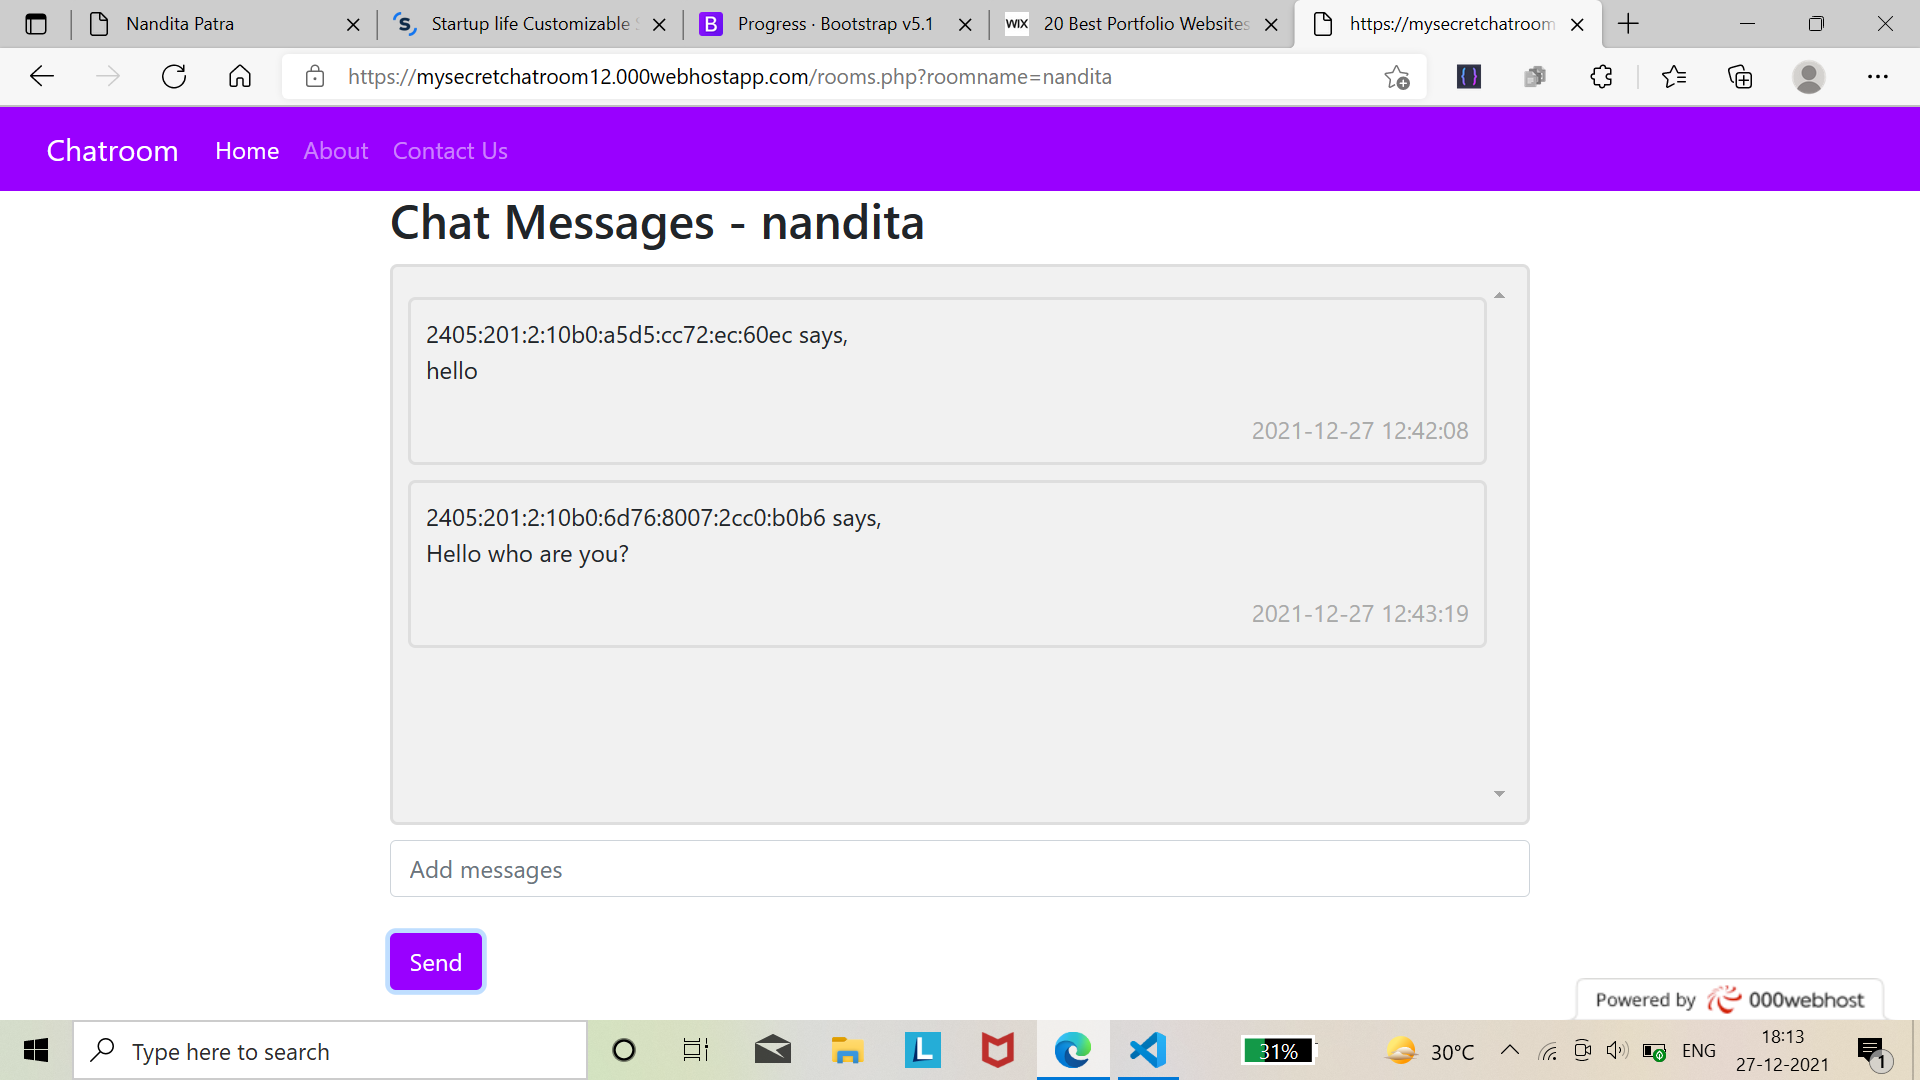 Nandita Patra
Startup life Customizable
Progress · Bootstrap v5.1
WIX 20 Best Portfolio Websites
https://mysecretchatroom
https://mysecretchatroom12.000webhostapp.com/rooms.php?roomname=nandita
Chatroom Home About Contact Us
Chat Messages - nandita
2405:201:2:10b0:a5d5:cc72:ec:60ec says,
hello
2021-12-27 12:42:08
2405:201:2:10b0:6d76:8007:2cc0:b0b6 says,
Hello who are you?
2021-12-27 12:43:19
Add messages
Send
Powered by 000webhost
Type here to search
L
31%
30°C
ENG
18:13
27-12-2021
1